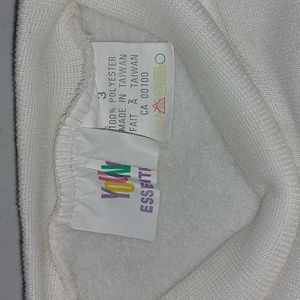 3
100% POLYESTER
MADE IN TAIWAN
FAIT À TAIWAN
CA 00100
ESSENTI